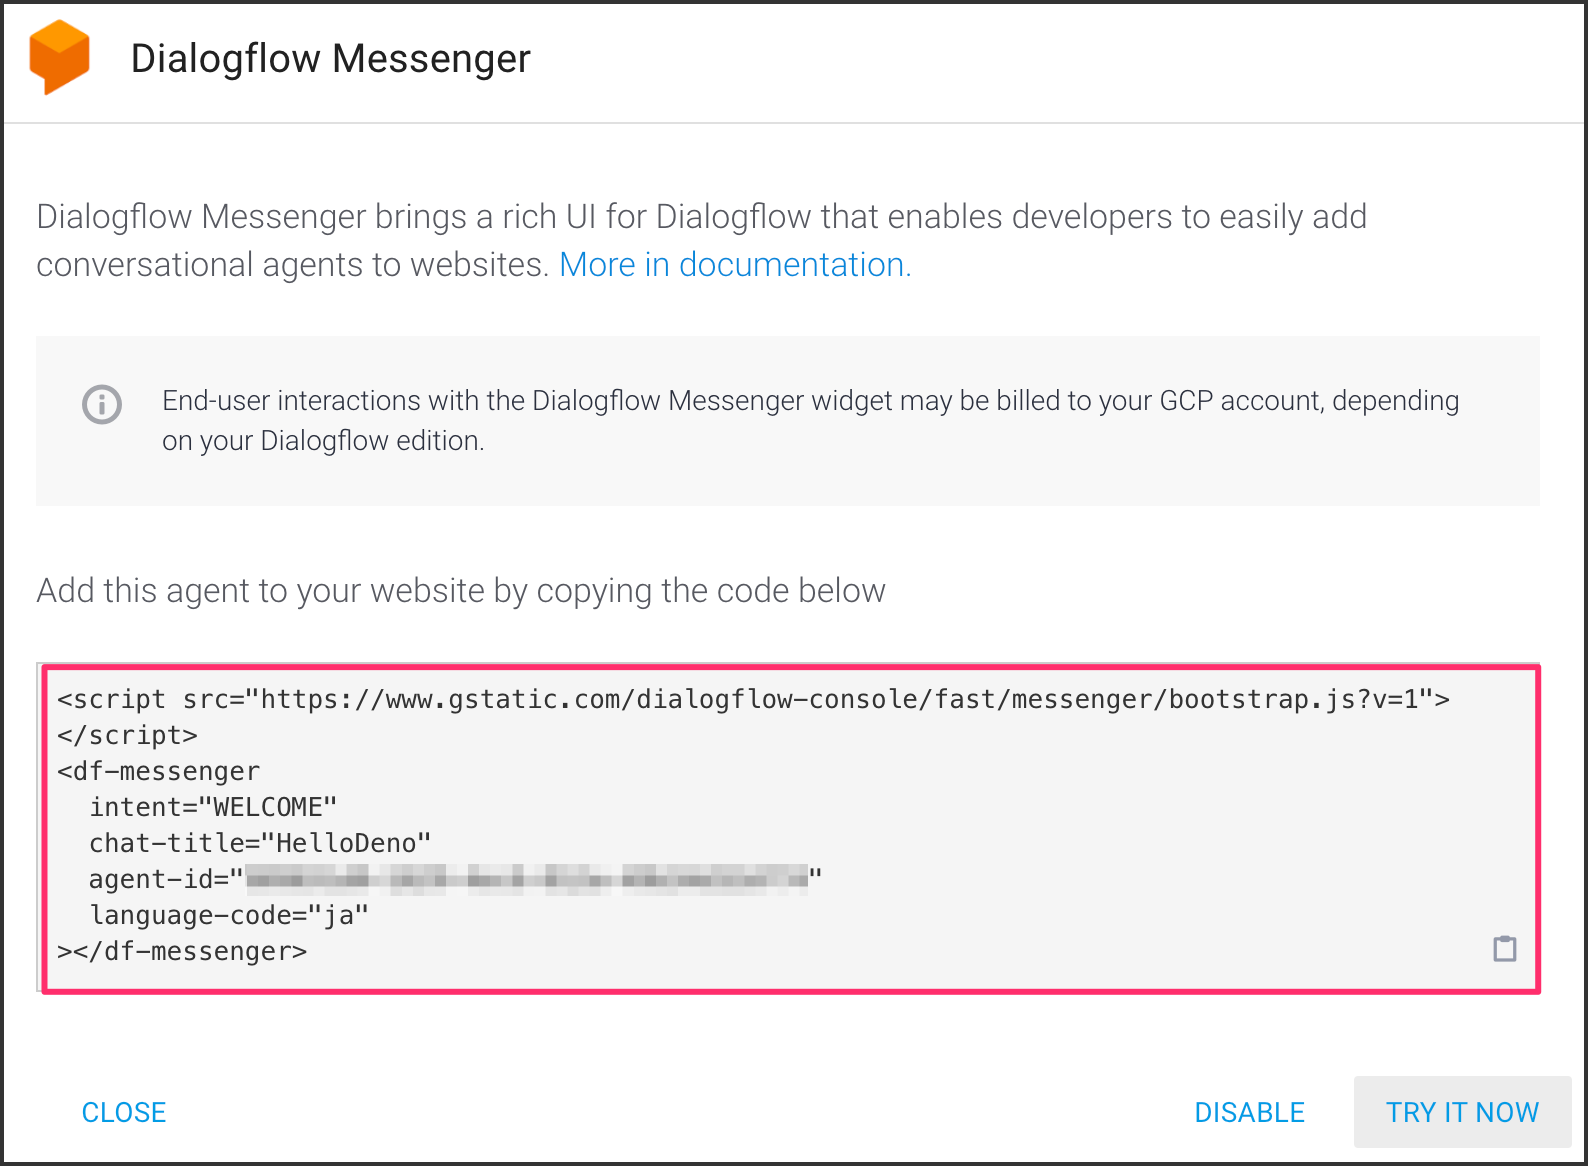 Dialogflow Messenger
Dialogflow Messenger brings a rich UI for Dialogflow that enables developers to easily add
conversational agents to websites. More in documentation.
End-user interactions with the Dialogflow Messenger widget may be billed to your GCP account, depending
on your Dialogflow edition.
Add this agent to your website by copying the code below
<script src="https://www.gstatic.com/dialogflow-console/fast/messenger/bootstrap.js?v=1">
</script>
<df-messenger
  intent="WELCOME"
  chat-title="HelloDeno"
  agent-id=""
  language-code="ja"
></df-messenger>
CLOSE
DISABLE
TRY IT NOW